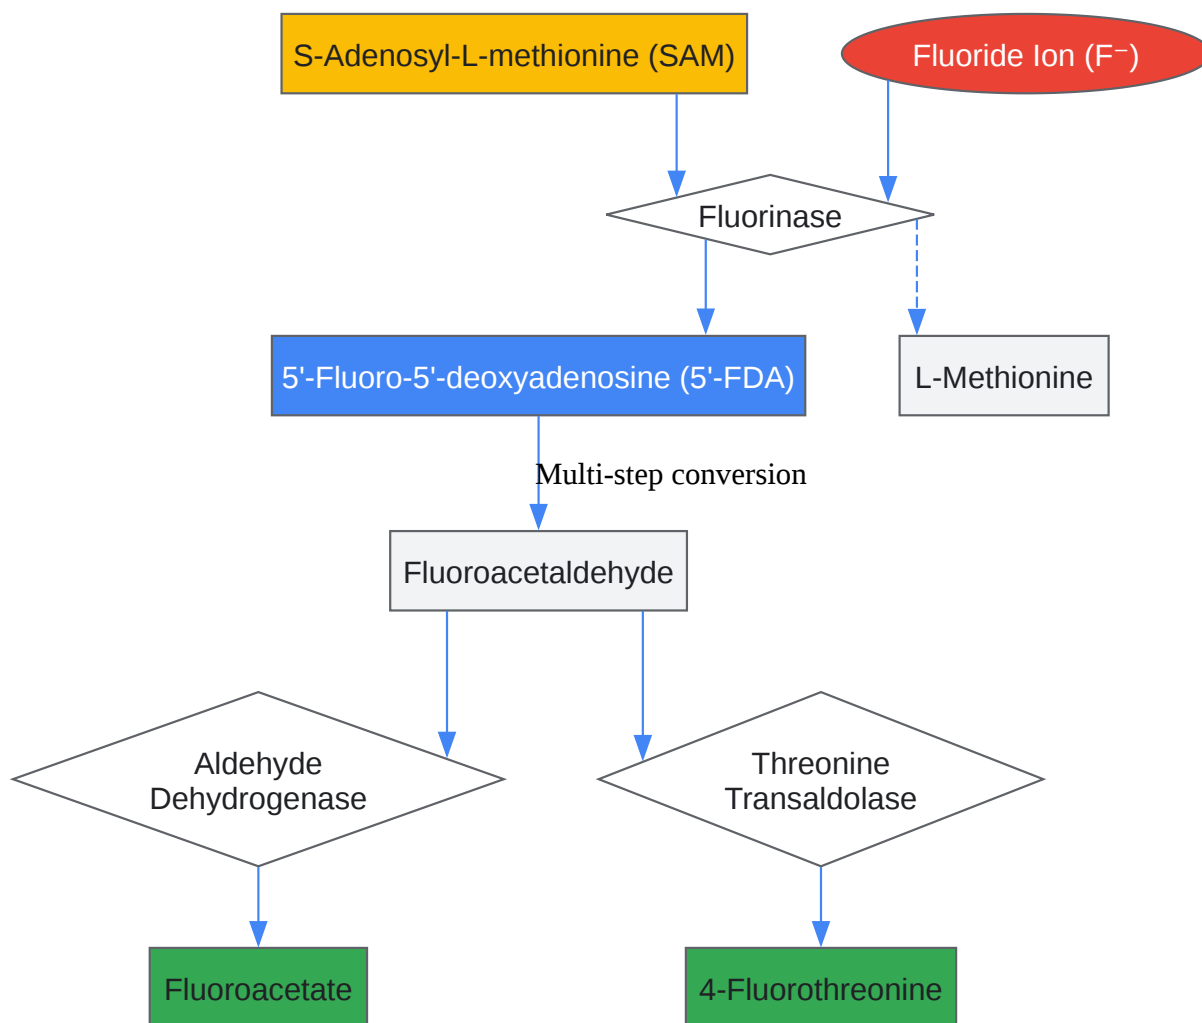 S-Adenosyl-L-methionine (SAM)
Fluoride Ion (F⁻)
Fluorinase
5'-Fluoro-5'-deoxyadenosine (5'-FDA)
L-Methionine
Multi-step conversion
Fluoroacetaldehyde
Aldehyde
Dehydrogenase
Threonine
Transaldolase
Fluoroacetate
4-Fluorothreonine